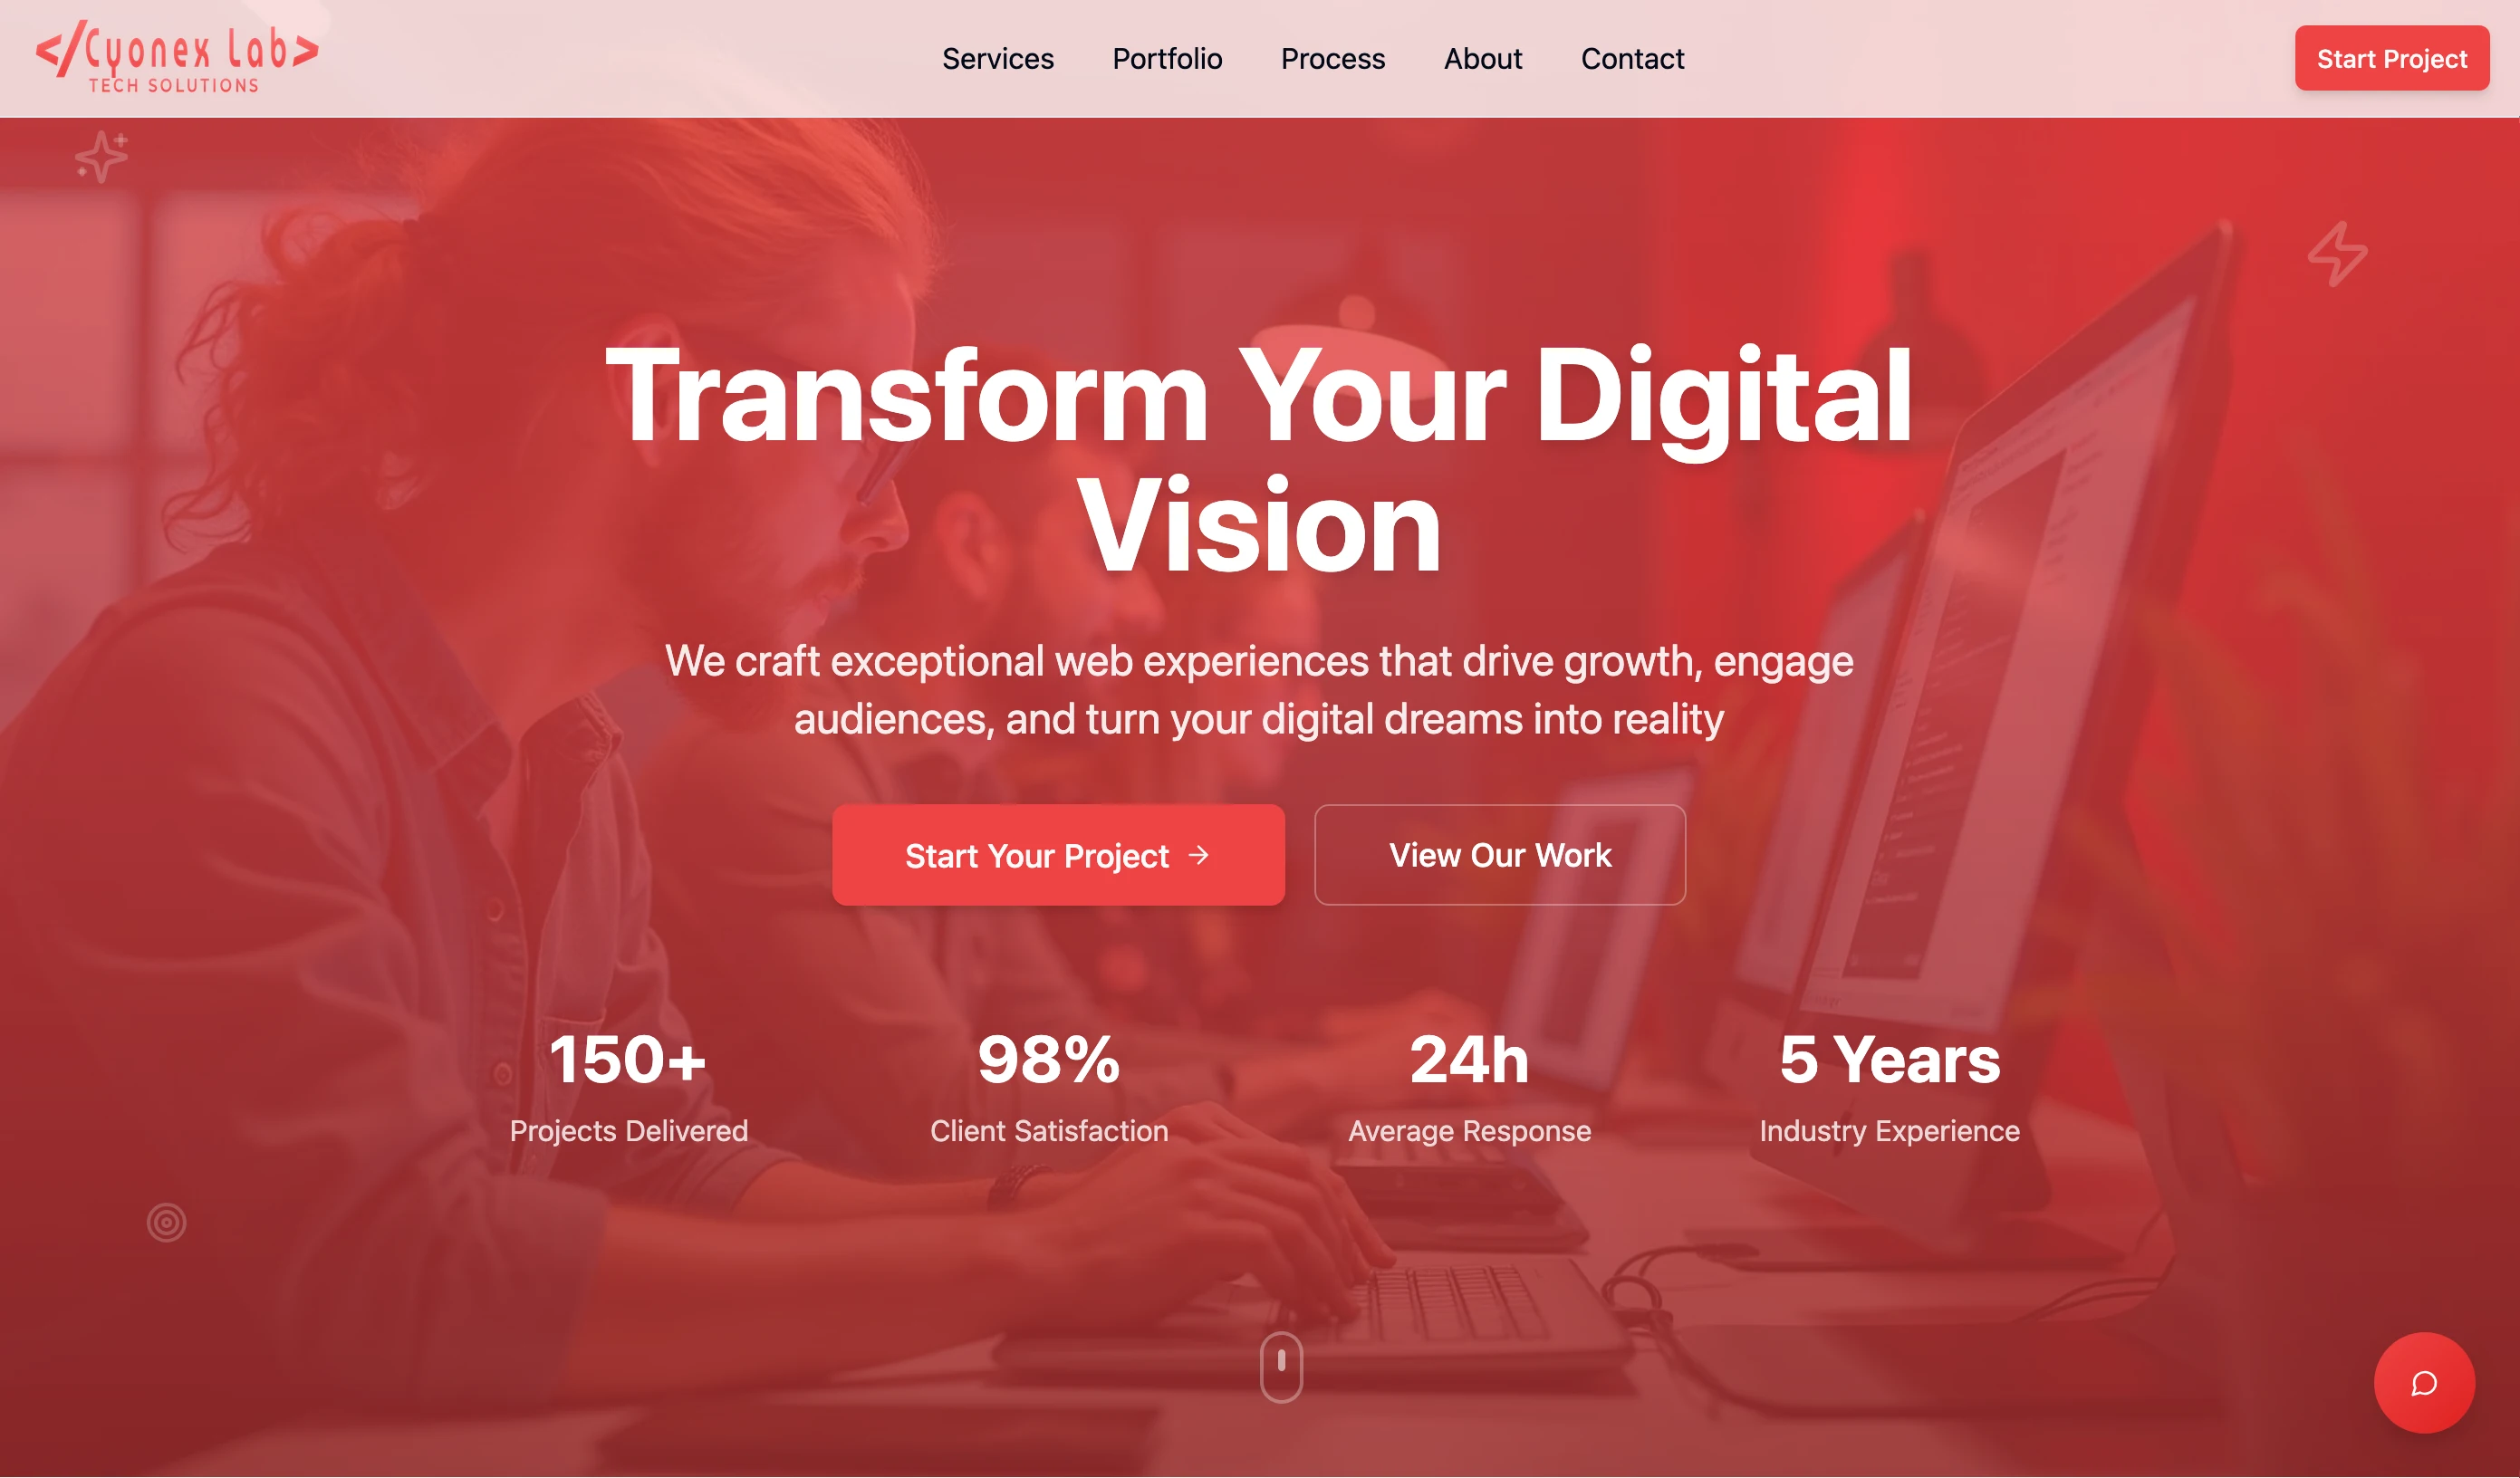 </Cyonex Lab>
TECH SOLUTIONS
Services
Portfolio
Process
About
Contact
Start Project
Transform Your Digital
Vision
We craft exceptional web experiences that drive growth, engage
audiences, and turn your digital dreams into reality
Start Your Project →
View Our Work
150+
Projects Delivered
98%
Client Satisfaction
24h
Average Response
5 Years
Industry Experience